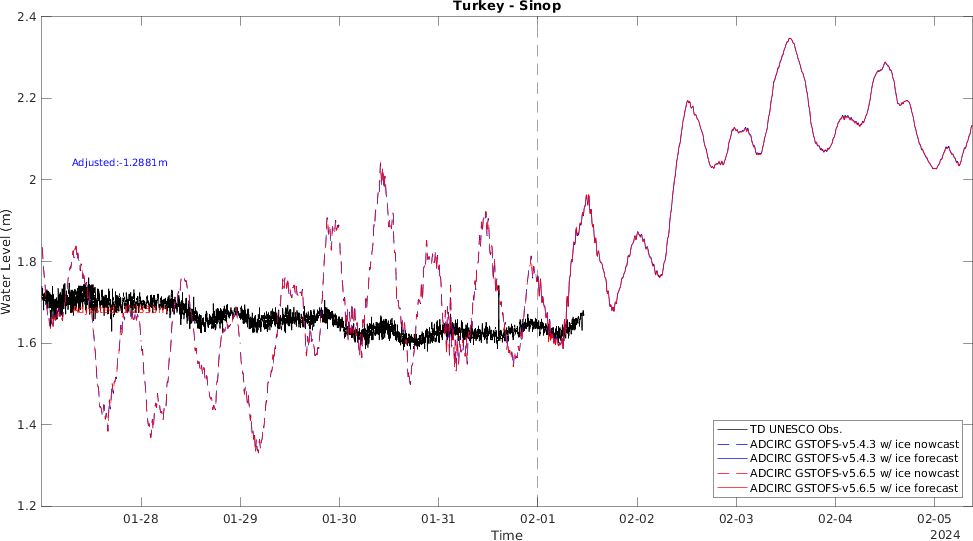 Turkey - Sinop
2.4
2.2
2
1.8
1.6
1.4
1.2
Water Level (m)
Adjusted:-1.2881m
01-28
01-29
01-30
01-31
02-01
02-02
02-03
02-04
02-05
Time
2024
TD UNESCO Obs.
ADCIRC GSTOFS-v5.4.3 w/ ice nowcast
ADCIRC GSTOFS-v5.4.3 w/ ice forecast
ADCIRC GSTOFS-v5.6.5 w/ ice nowcast
ADCIRC GSTOFS-v5.6.5 w/ ice forecast